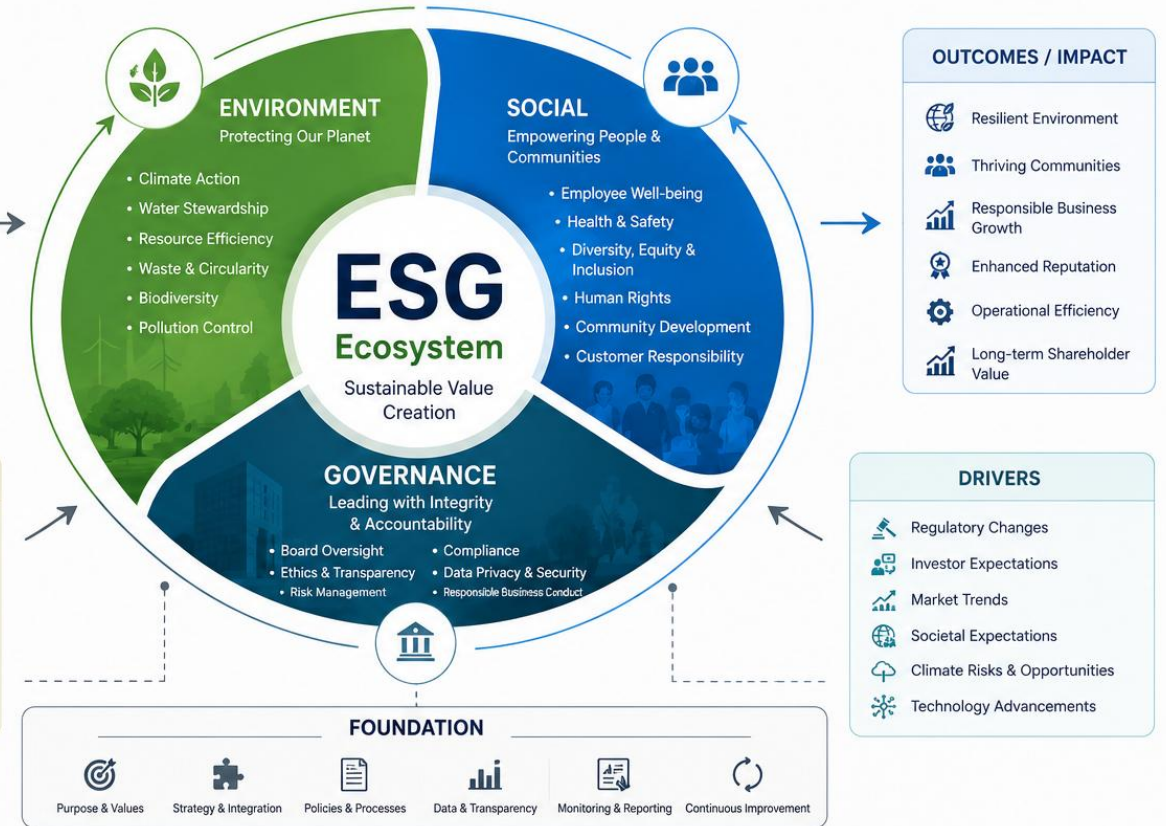 ENVIRONMENT
Protecting Our Planet
• Climate Action
• Water Stewardship
• Resource Efficiency
• Waste & Circularity
• Biodiversity
• Pollution Control
SOCIAL
Empowering People &
Communities
• Employee Well-being
• Health & Safety
• Diversity, Equity &
Inclusion
• Human Rights
• Community Development
• Customer Responsibility
ESG
Ecosystem
Sustainable Value
Creation
GOVERNANCE
Leading with Integrity
& Accountability
• Board Oversight
• Ethics & Transparency
• Risk Management
• Compliance
• Data Privacy & Security
• Responsible Business Conduct
OUTCOMES / IMPACT
Resilient Environment
Thriving Communities
Responsible Business
Growth
Enhanced Reputation
Operational Efficiency
Long-term Shareholder
Value
DRIVERS
Regulatory Changes
Investor Expectations
Market Trends
Societal Expectations
Climate Risks & Opportunities
Technology Advancements
FOUNDATION
Purpose & Values
Strategy & Integration
Policies & Processes
Data & Transparency
Monitoring & Reporting
Continuous Improvement